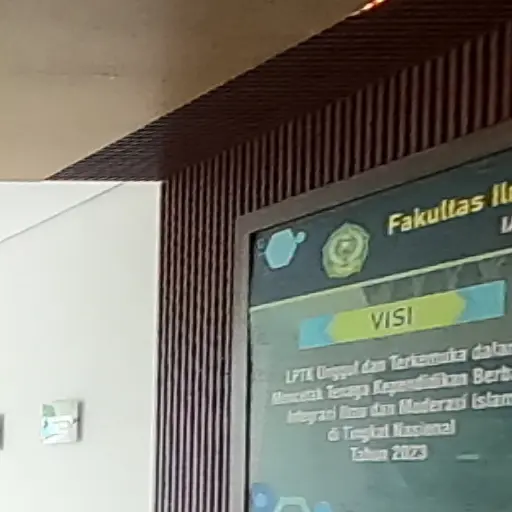 Fakultas Il
IA
VISI
LPTK Unggul dan Terkemuka dalam
Mencetak Tenaga Kependidikan Berb
Integrasi Ilmu dan Moderasi Islam
di Tingkat Nasional
Tahun 2023